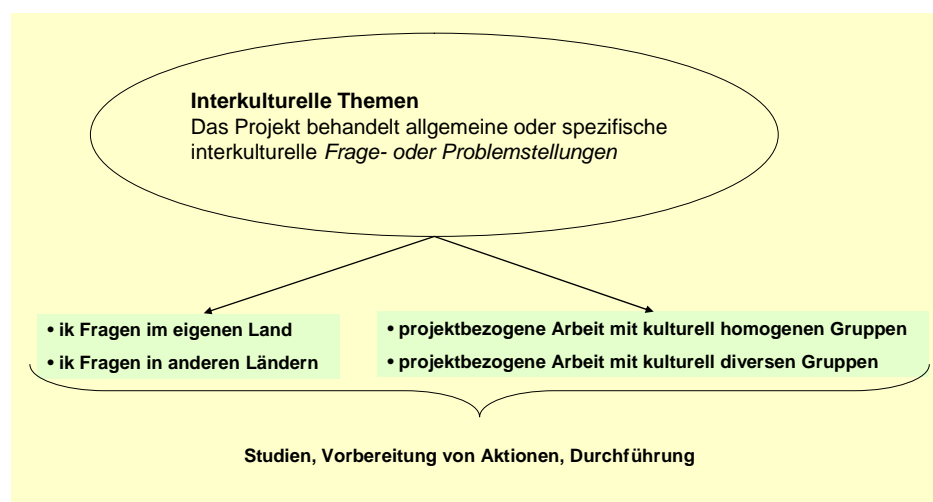 Interkulturelle Themen
Das Projekt behandelt allgemeine oder spezifische
interkulturelle Frage- oder Problemstellungen
• ik Fragen im eigenen Land
• ik Fragen in anderen Ländern
• projektbezogene Arbeit mit kulturell homogenen Gruppen
• projektbezogene Arbeit mit kulturell diversen Gruppen
Studien, Vorbereitung von Aktionen, Durchführung